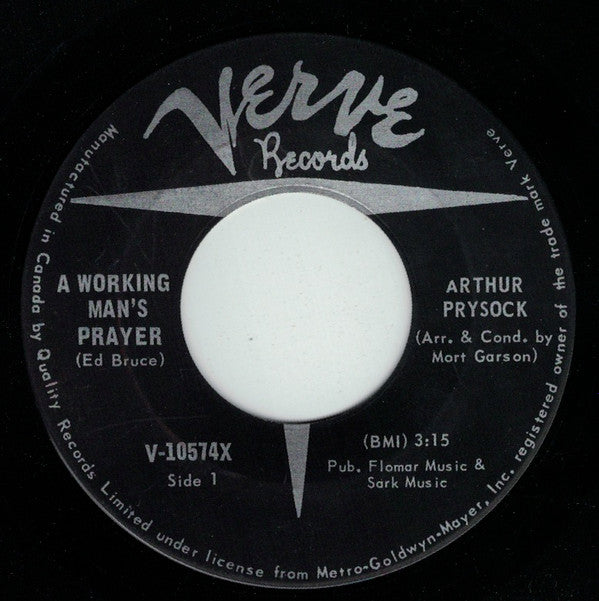 Verve
Records
A WORKING
MAN'S
PRAYER
(Ed Bruce)
ARTHUR
PRYSOCK
(Arr. & Cond. by
Mort Garson)
V-10574X
Side 1
(BMI) 3:15
Pub. Flomar Music &
Sark Music
Manufactured in Canada by Quality Records Limited under license from Metro-Goldwyn-Mayer, Inc. registered owner of the trade mark Verve